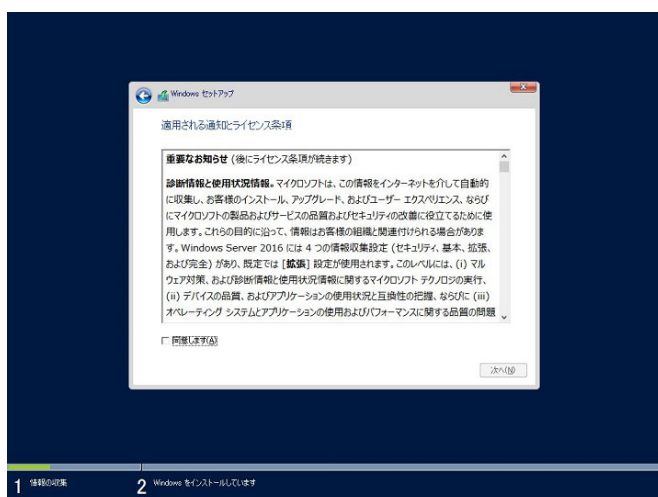 Windows セットアップ
適用される通知とライセンス条項
重要なお知らせ (後にライセンス条項が続きます)
診断情報と使用状況情報。マイクロソフトは、この情報をインターネットを介して自動的
に収集し、お客様のインストール、アップグレード、およびユーザー エクスペリエンス、ならび
にマイクロソフトの製品およびサービスの品質およびセキュリティの改善に役立てるために使
用します。これらの目的に沿って、情報はお客様の組織と関連付けられる場合がありま
す。Windows Server 2016 には 4 つの情報収集設定 (セキュリティ、基本、拡張、
および完全) があり、既定では [拡張] 設定が使用されます。このレベルには、(i) マル
ウェア対策、および診断情報と使用状況情報に関するマイクロソフト テクノロジの実行、
(ii) デバイスの品質、およびアプリケーションの使用状況と互換性の把握、ならびに (iii)
オペレーティング システムとアプリケーションの使用およびパフォーマンスに関する品質の問題
同意します(A)
次へ(N)
1 情報の収集
2 Windows をインストールしています